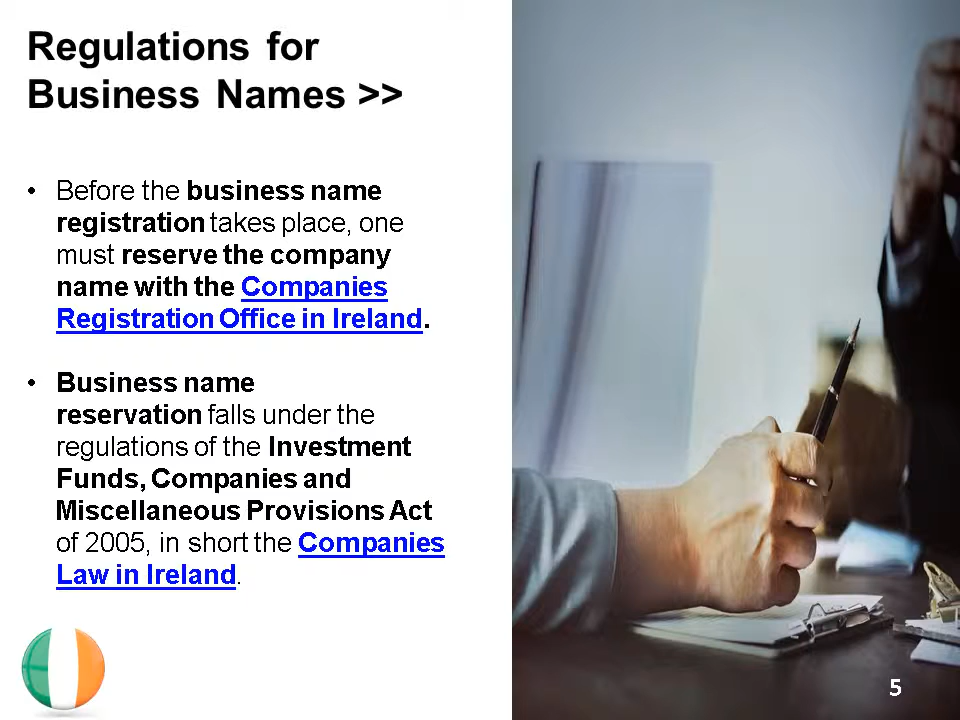 Regulations for
Business Names >>
• Before the business name
registration takes place, one
must reserve the company
name with the Companies
Registration Office in Ireland.
• Business name
reservation falls under the
regulations of the Investment
Funds, Companies and
Miscellaneous Provisions Act
of 2005, in short the Companies
Law in Ireland.
5